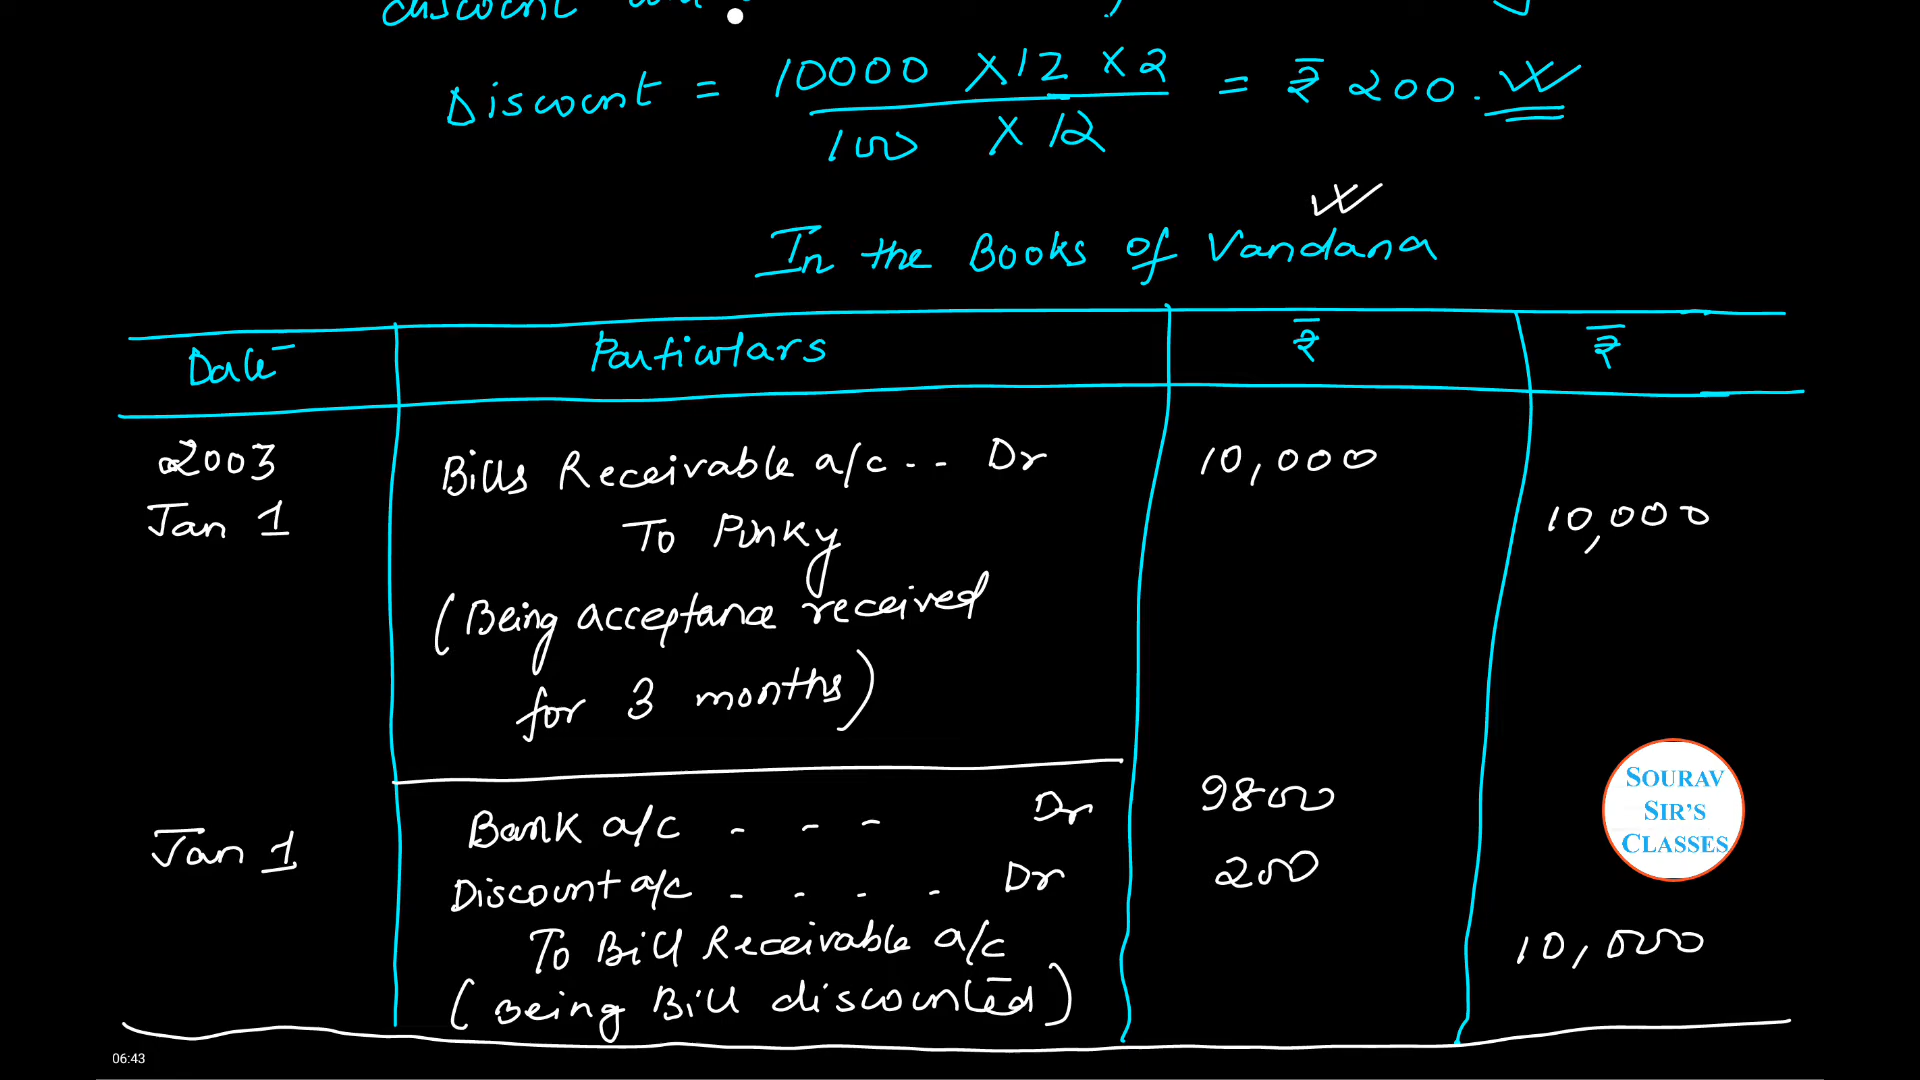 discount
Discount = 10000 X 12 X 2 / 100 X 12 = ₹ 200.
In the Books of Vandana
Date Particulars ₹ ₹
2003 Bills Receivable a/c -- Dr 10,000
Jan 1 To Pinky 10,000
(Being acceptance received
for 3 months)
Bank a/c - - - Dr 9800
Jan 1
Discount a/c - - - - Dr 200
To Bill Receivable a/c 10,000
(Being Bill discounted)
SOURAV
SIR'S
CLASSES
06:43